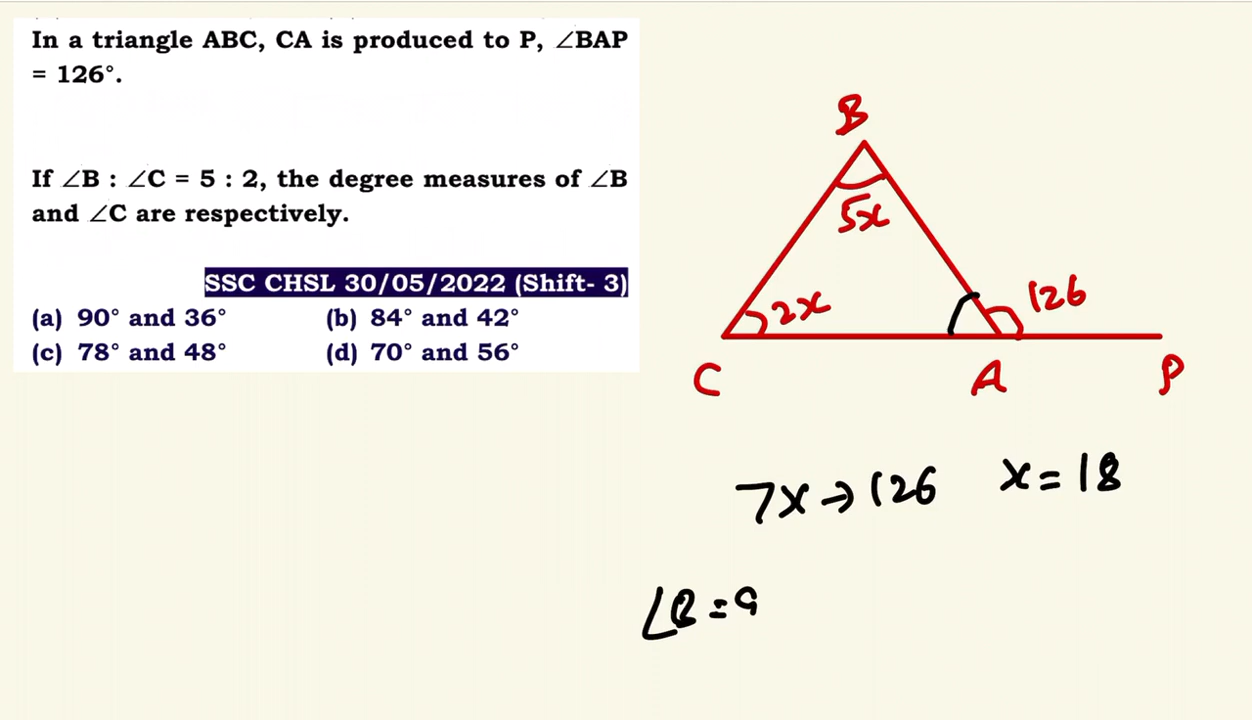 In a triangle ABC, CA is produced to P, ∠BAP
= 126°.
If ∠B : ∠C = 5 : 2, the degree measures of ∠B
and ∠C are respectively.
SSC CHSL 30/05/2022 (Shift- 3)
(a) 90° and 36° (b) 84° and 42°
(c) 78° and 48° (d) 70° and 56°
B
5x
2x
126
C
A
P
7x → 126 x = 18
∠B = 9